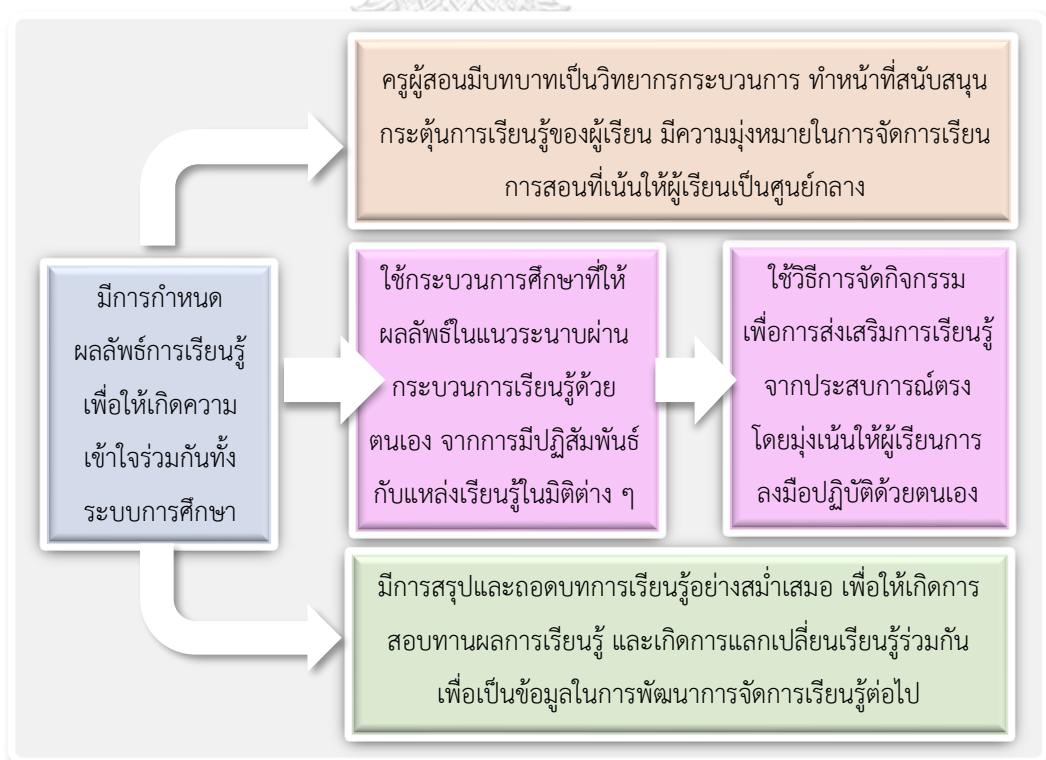 ครูผู้สอนมีบทบาทเป็นวิทยากรกระบวนการ ทำหน้าที่สนับสนุน
กระตุ้นการเรียนรู้ของผู้เรียน มีความมุ่งหมายในการจัดการเรียน
การสอนที่เน้นให้ผู้เรียนเป็นศูนย์กลาง
มีการกำหนด
ผลลัพธ์การเรียนรู้
เพื่อให้เกิดความ
เข้าใจร่วมกันทั้ง
ระบบการศึกษา
ใช้กระบวนการศึกษาที่ให้
ผลลัพธ์ในแนวระนาบผ่าน
กระบวนการเรียนรู้ด้วย
ตนเอง จากการมีปฏิสัมพันธ์
กับแหล่งเรียนรู้ในมิติต่าง ๆ
ใช้วิธีการจัดกิจกรรม
เพื่อการส่งเสริมการเรียนรู้
จากประสบการณ์ตรง
โดยมุ่งเน้นให้ผู้เรียนการ
ลงมือปฏิบัติด้วยตนเอง
มีการสรุปและถอดบทการเรียนรู้อย่างสม่ำเสมอ เพื่อให้เกิดการ
สอบทานผลการเรียนรู้ และเกิดการแลกเปลี่ยนเรียนรู้ร่วมกัน
เพื่อเป็นข้อมูลในการพัฒนาการจัดการเรียนรู้ต่อไป